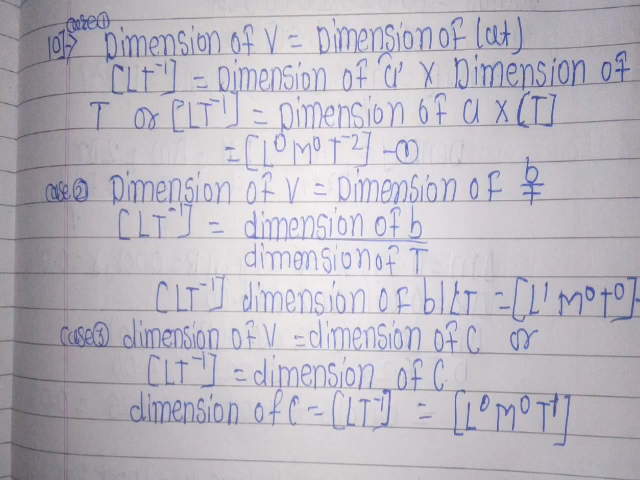 case①
10]→ Dimension of V = Dimension of (at)
[LT⁻¹] = Dimension of 'a' x Dimension of
T or [LT⁻¹] = Dimension of a x [T]
= [L⁰ M⁰ T⁻²] -①
case② Dimension of V = Dimension of b/T
[LT⁻¹] = dimension of b
dimension of T
[LT⁻¹] dimension of b/[T = [L¹ M⁰ T⁰]
case③ dimension of V = dimension of C or
[LT⁻¹] = dimension of C
dimension of C = [LT⁻¹] = [L⁰ M⁰ T¹]